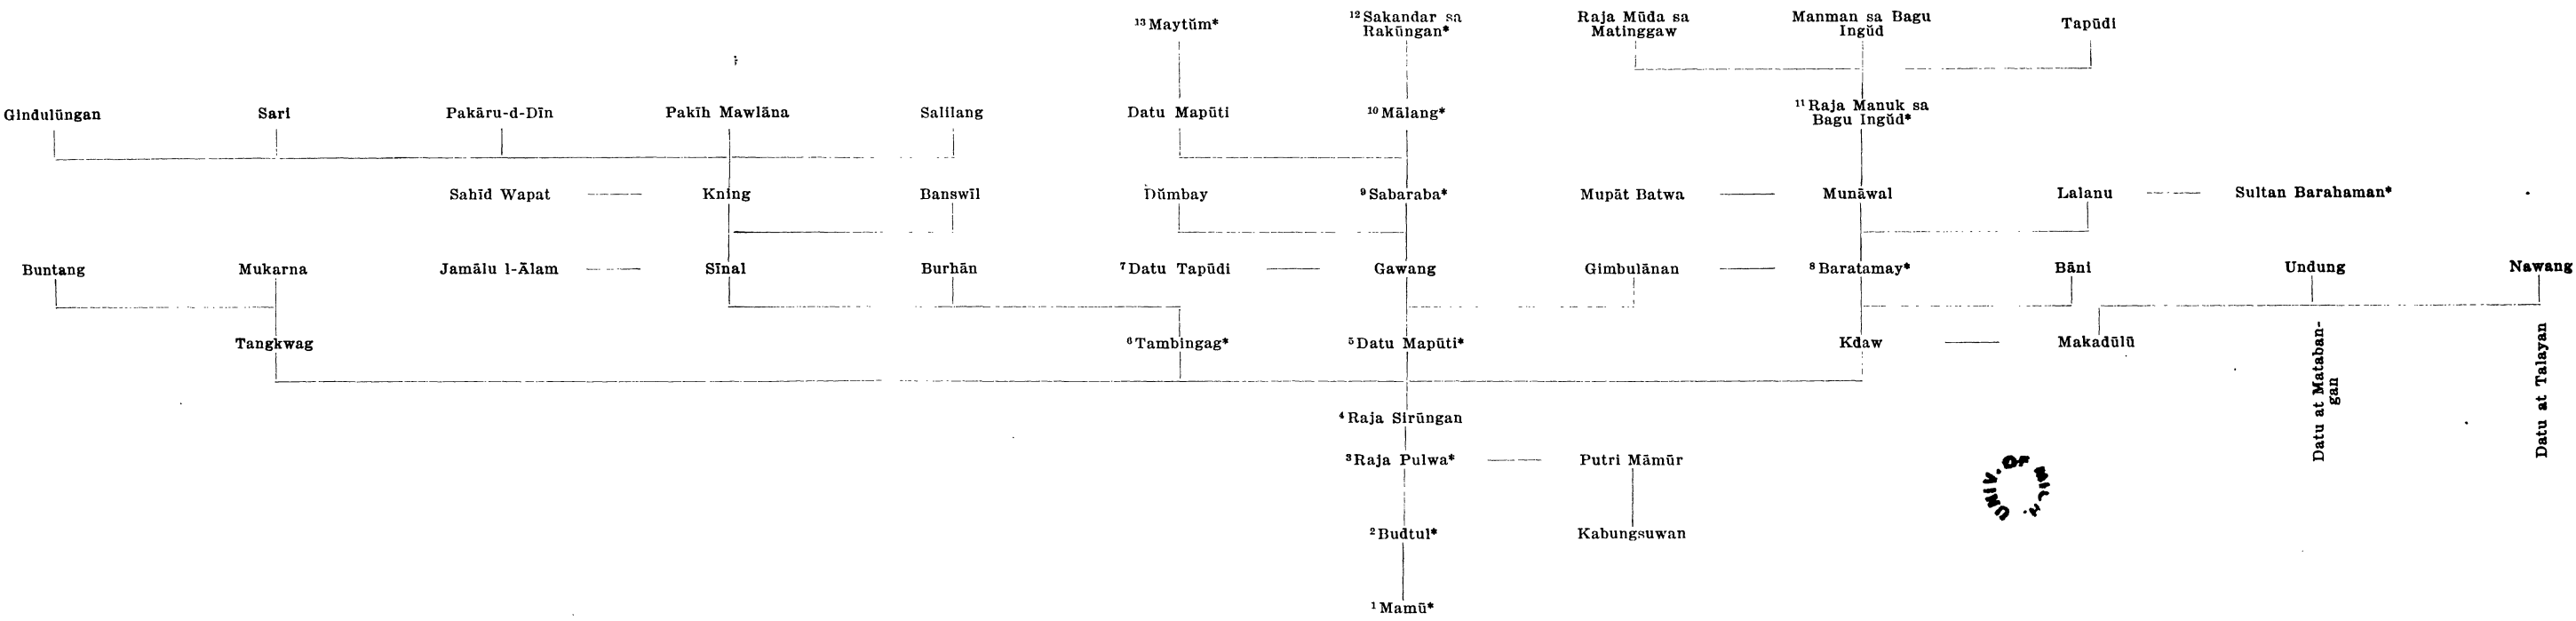 13 Maytŭm*
12 Sakandar sa
Rakūngan*
Raja Mūda sa
Matinggaw
Manman sa Bagu
Ingŭd
Tapūdi
Gindulūngan
Sari
Pakāru-d-Dīn
Pakīh Mawlāna
Salilang
Datu Mapūti
10 Mālang*
11 Raja Manuk sa
Bagu Ingŭd*
Sahīd Wapat
Kning
Banswīl
Dŭmbay
9 Sabaraba*
Mupāt Batwa
Munāwal
Lalanu
Sultan Barahaman*
Buntang
Mukarna
Jamālu l-Ālam
Sīnal
Burhān
7 Datu Tapūdi
Gawang
Gimbulānan
8 Baratamay*
Bāni
Undung
Nawang
Tangkwag
6 Tambingag*
5 Datu Mapūti*
Kdaw
Makadūlū
Datu at Mataban-
gan
Datu at Talayan
4 Raja Sirūngan
3 Raja Pulwa*
Putri Māmūr
2 Budtul*
Kabungsuwan
1 Mamū*
UNIV. OF MICH.